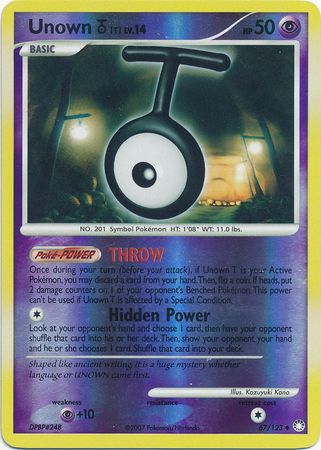 Unown T [T] LV.14 HP 50
BASIC
NO. 201 Symbol Pokémon HT: 1'08" WT: 11.0 lbs.
Poké-POWER THROW
Once during your turn (before your attack), if Unown T is your Active
Pokémon, you may discard a card from your hand. Then, flip a coin. If heads, put
2 damage counters on 1 of your opponent's Benched Pokémon. This power
can't be used if Unown T is affected by a Special Condition.
Hidden Power
Look at your opponent's hand and choose 1 card, then have your opponent
shuffle that card into his or her deck. Then, show your opponent your hand
and he or she chooses 1 card. Shuffle that card into your deck.
Shaped like ancient writing, it is a huge mystery whether
language or UNOWN came first.
Illus. Kazuyuki Kano
weakness resistance retreat cost
+10
DPBP#248 ©2007 Pokémon/Nintendo 67/123